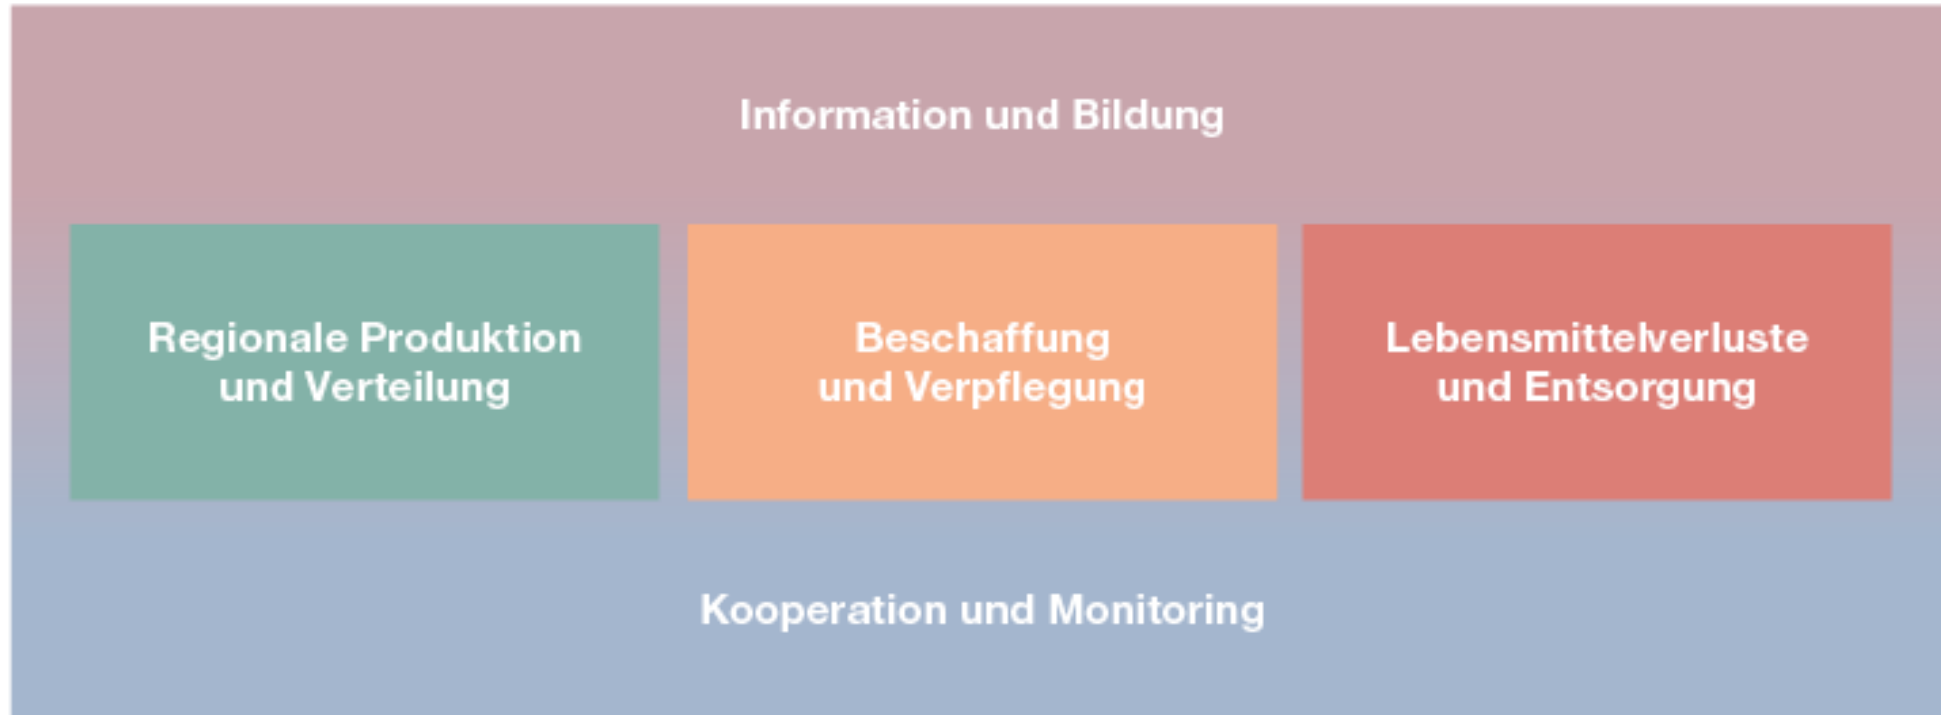 Information und Bildung
Regionale Produktion
und Verteilung
Beschaffung
und Verpflegung
Lebensmittelverluste
und Entsorgung
Kooperation und Monitoring